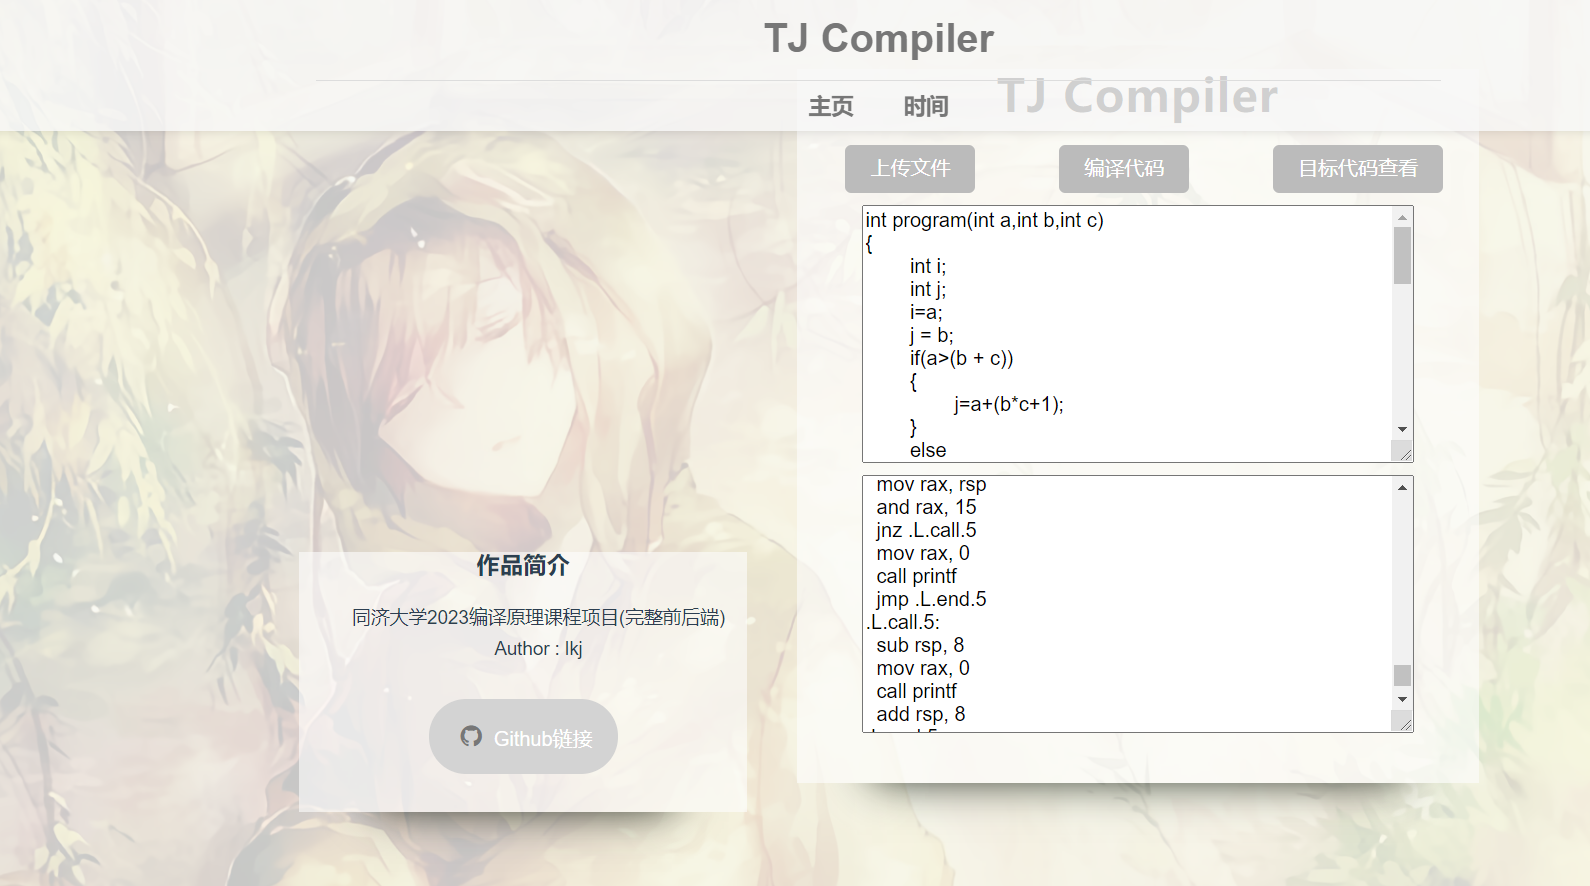 TJ Compiler
主页 时间
TJ Compiler
上传文件 编译代码 目标代码查看
int program(int a,int b,int c)
{
int i;
int j;
i=a;
j = b;
if(a>(b + c))
{
j=a+(b*c+1);
}
else
mov rax, rsp
and rax, 15
jnz .L.call.5
mov rax, 0
call printf
jmp .L.end.5
.L.call.5:
sub rsp, 8
mov rax, 0
call printf
add rsp, 8
作品简介
同济大学2023编译原理课程项目(完整前后端)
Author : lkj
Github链接